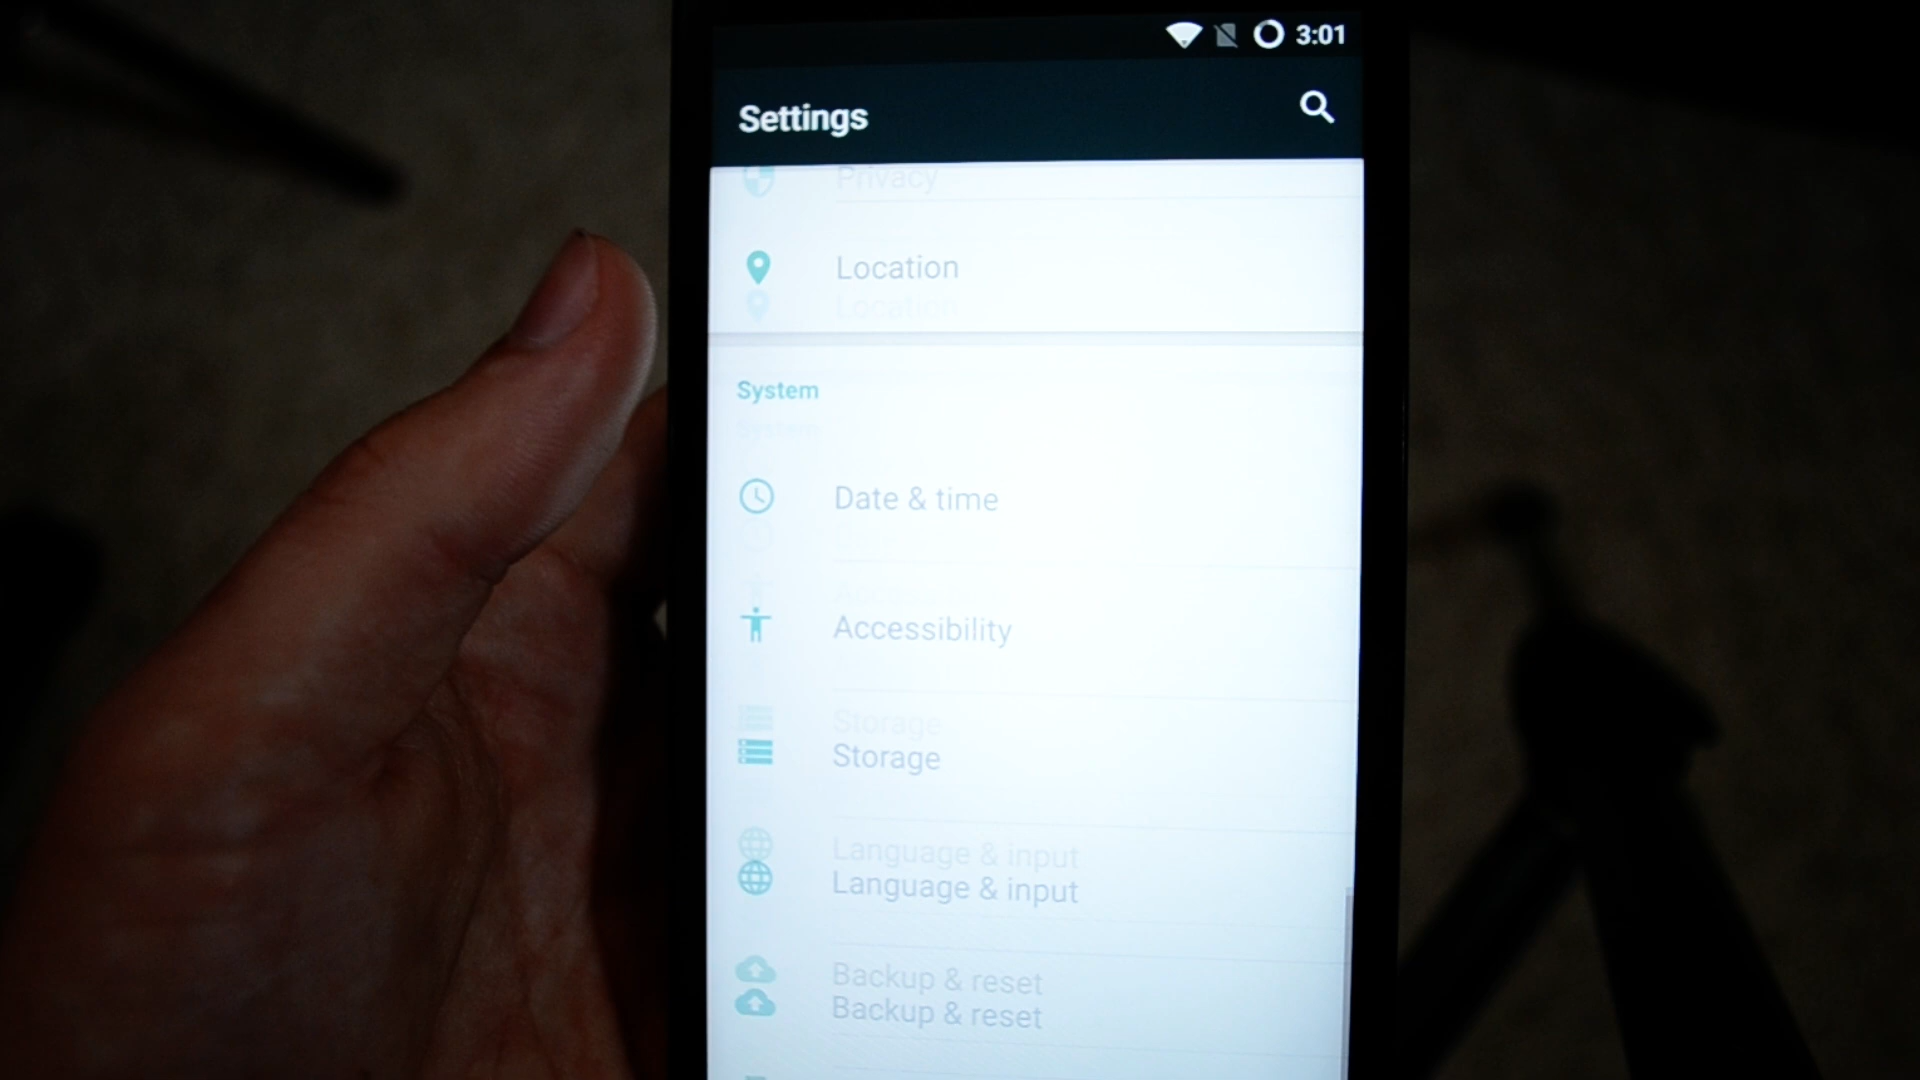 3:01
Settings
Privacy
Location
Location
System
System
Date & time
Accessibility
Storage
Storage
Language & input
Language & input
Backup & reset
Backup & reset